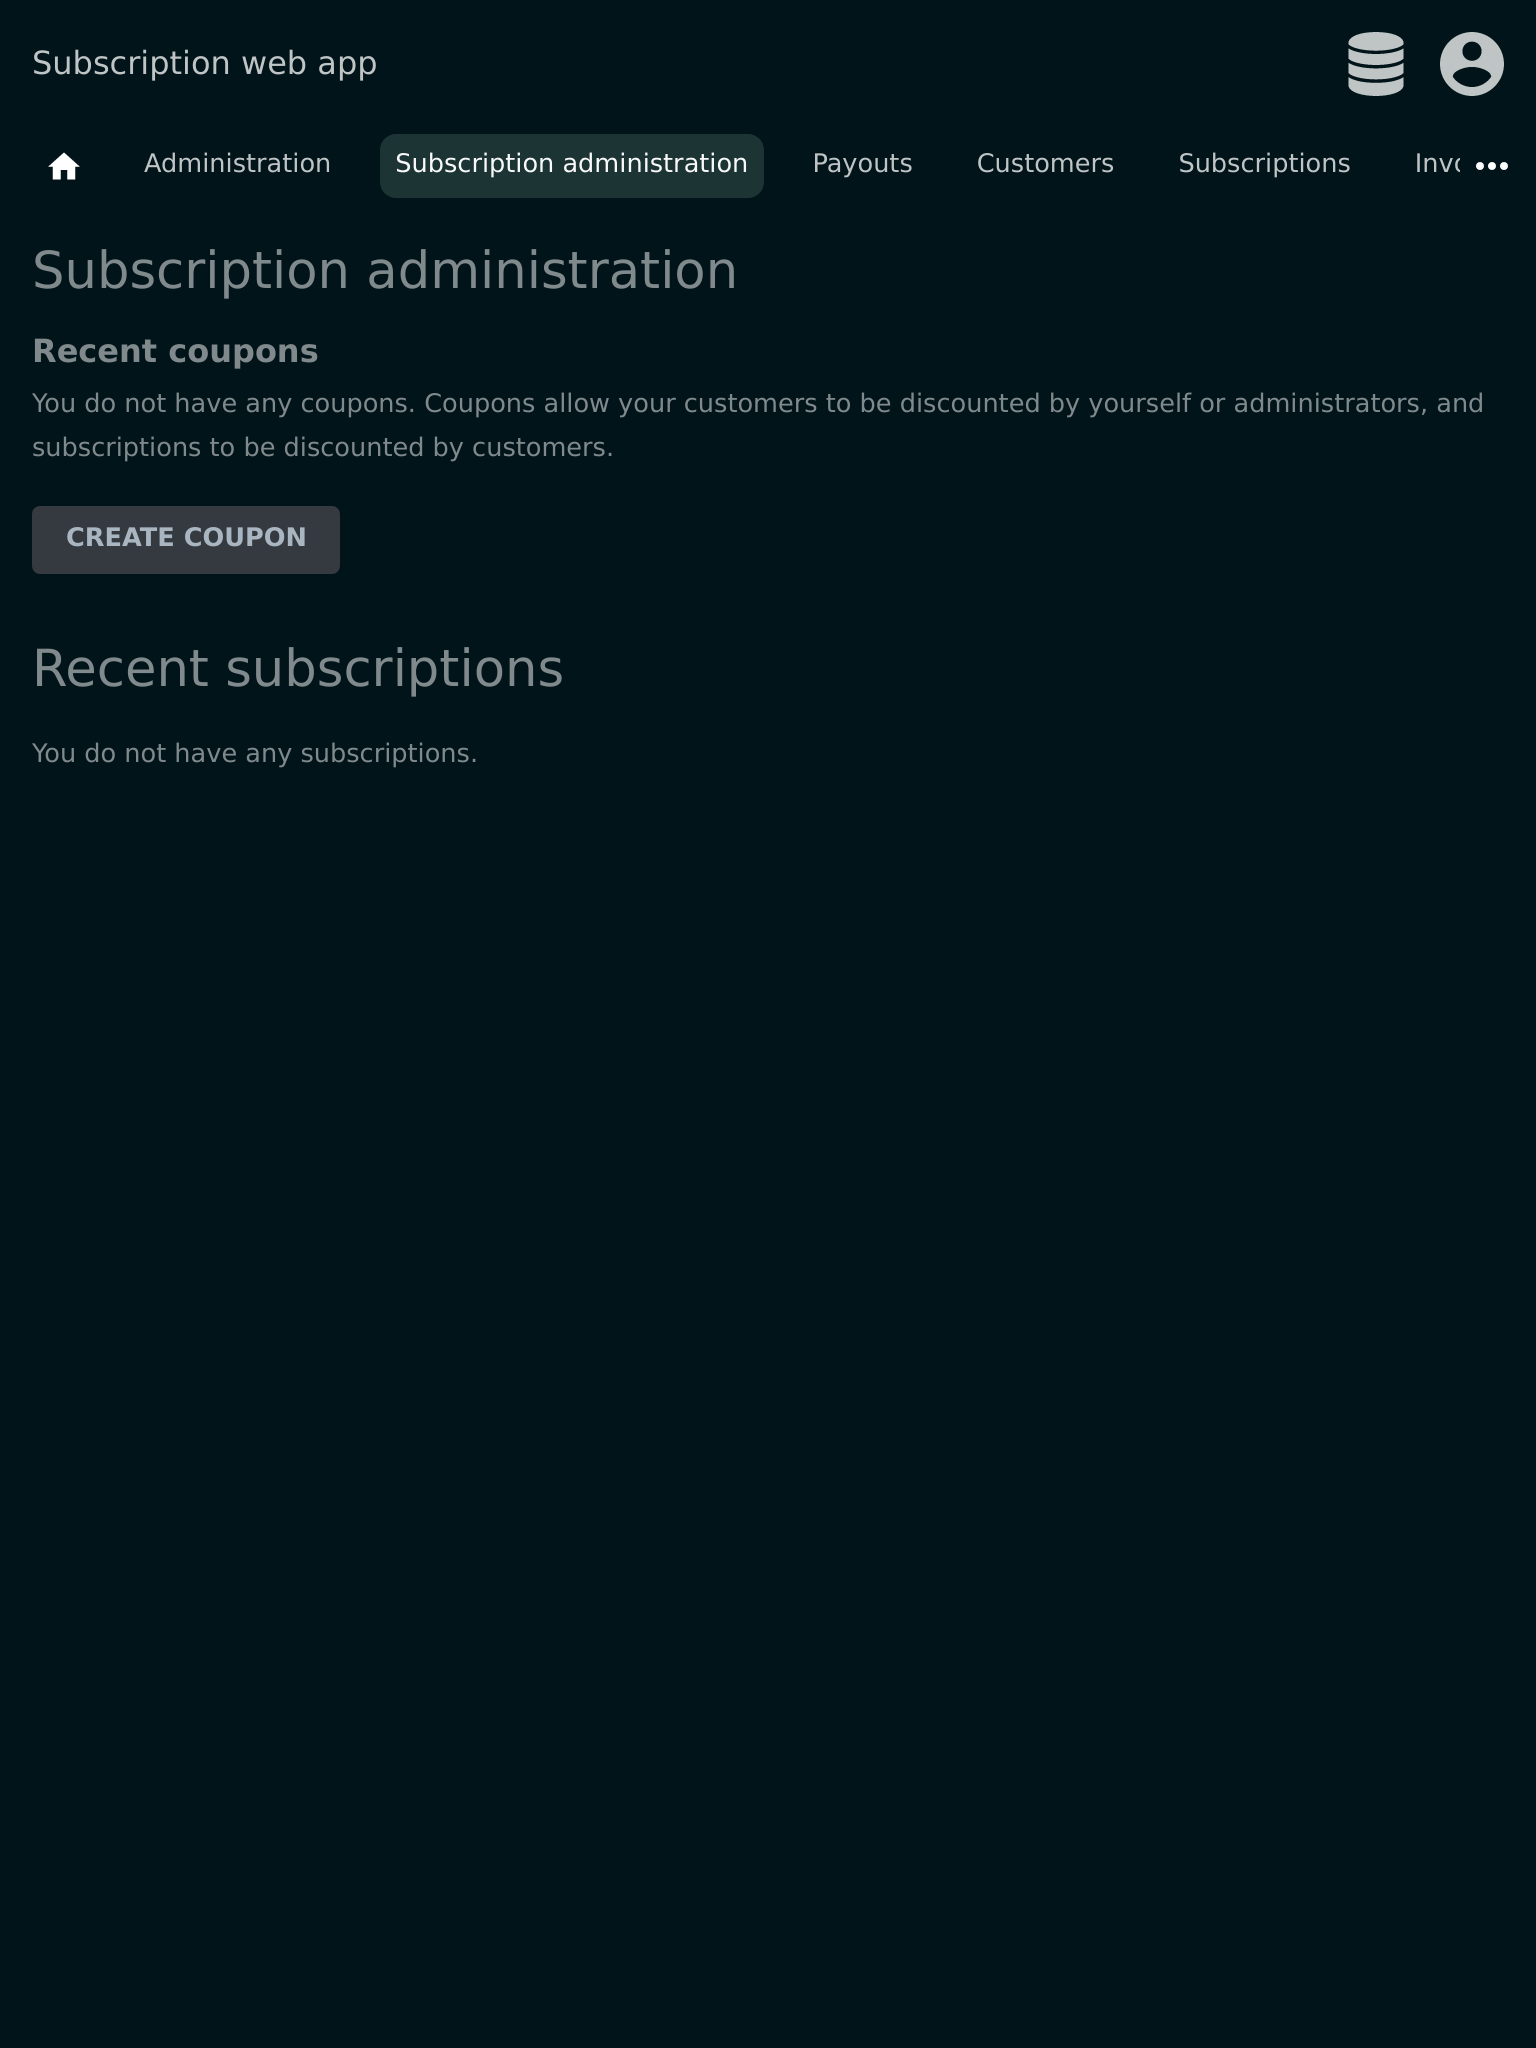 Subscription web app
Administration Subscription administration Payouts Customers Subscriptions
Subscription administration
Recent coupons
You do not have any coupons. Coupons allow your customers to be discounted by yourself or administrators, and
subscriptions to be discounted by customers.
CREATE COUPON
Recent subscriptions
You do not have any subscriptions.